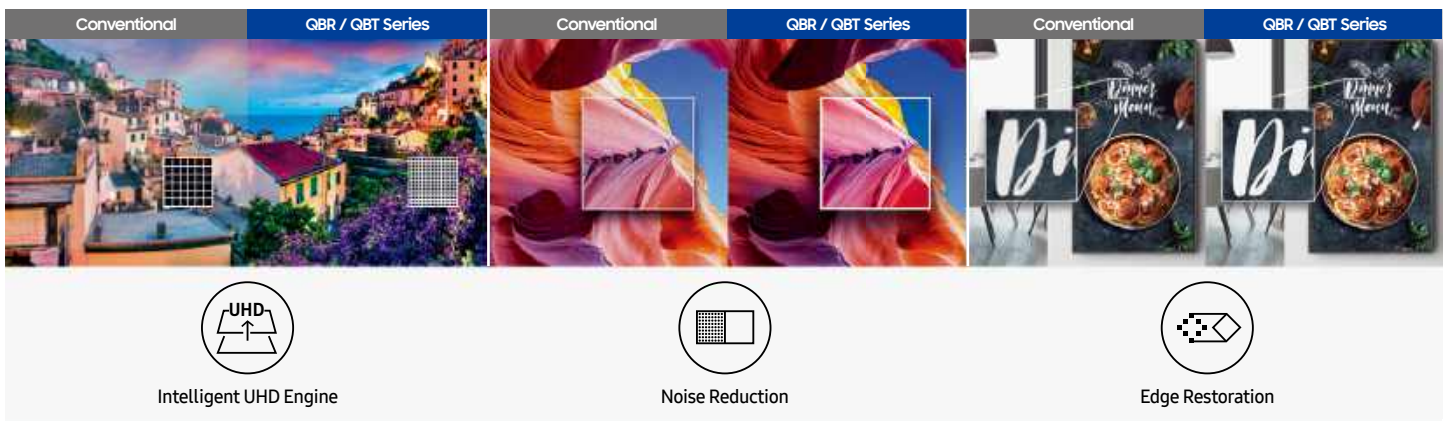 Conventional
QBR / QBT Series
Conventional
QBR / QBT Series
Conventional
QBR / QBT Series
Dinner
Menu
Di
Dinner
Menu
Di
UHD
Intelligent UHD Engine
Noise Reduction
Edge Restoration